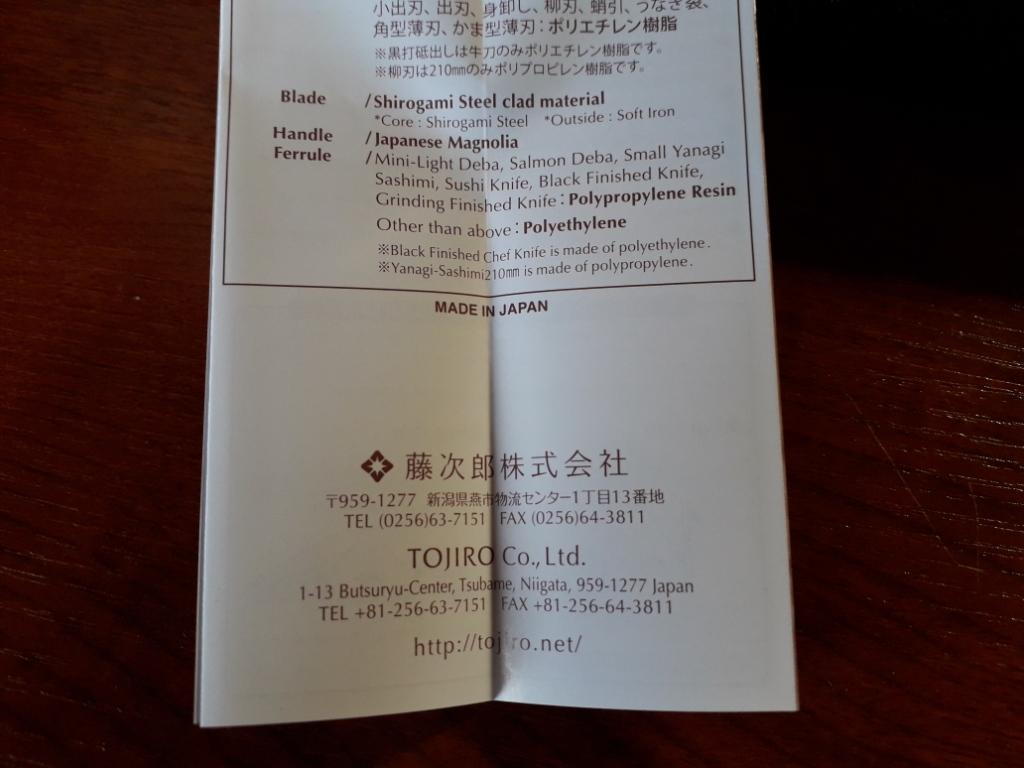 小出刃、出刃、身卸し、柳刃、蛸引、うなぎ裂、
角型薄刃、かま型薄刃：ポリエチレン樹脂
※黒打砥出しは牛刀のみポリエチレン樹脂です。
※柳刃は210mmのみポリプロピレン樹脂です。
Blade /Shirogami Steel clad material
*Core : Shirogami Steel *Outside : Soft Iron
Handle /Japanese Magnolia
Ferrule /Mini-Light Deba, Salmon Deba, Small Yanagi
Sashimi, Sushi Knife, Black Finished Knife,
Grinding Finished Knife : Polypropylene Resin
Other than above : Polyethylene
※Black Finished Chef Knife is made of polyethylene.
※Yanagi-Sashimi210mm is made of polypropylene.
MADE IN JAPAN
藤次郎株式会社
〒959-1277 新潟県燕市物流センター1丁目13番地
TEL (0256)63-7151 FAX (0256)64-3811
TOJIRO Co., Ltd.
1-13 Butsuryu-Center, Tsubame, Niigata, 959-1277 Japan
TEL +81-256-63-7151 FAX +81-256-64-3811
http://tojiro.net/